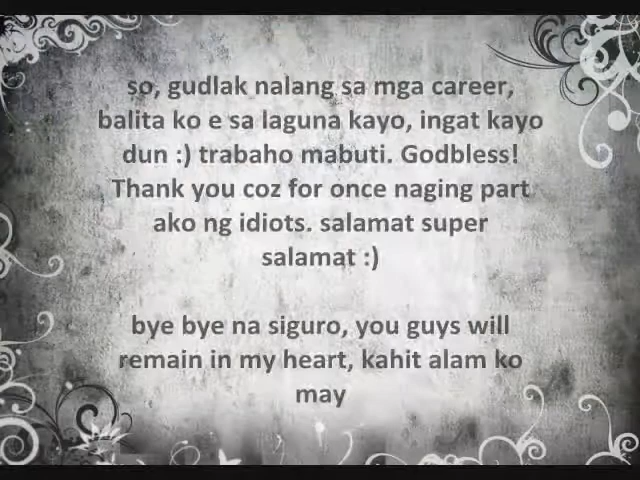 so, gudlak nalang sa mga career,
balita ko e sa laguna kayo, ingat kayo
dun :) trabaho mabuti. Godbless!
Thank you coz for once naging part
ako ng idiots. salamat super
salamat :)
bye bye na siguro, you guys will
remain in my heart, kahit alam ko
may